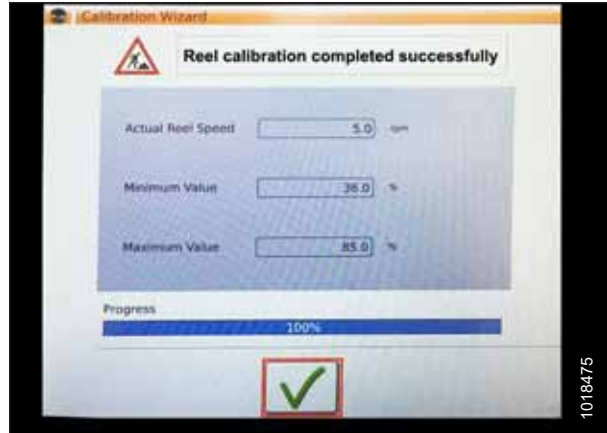 Calibration Wizard
Reel calibration completed successfully
Actual Reel Speed 5.0 rpm
Minimum Value 36.0 %
Maximum Value 85.0 %
Progress
100%
1018475